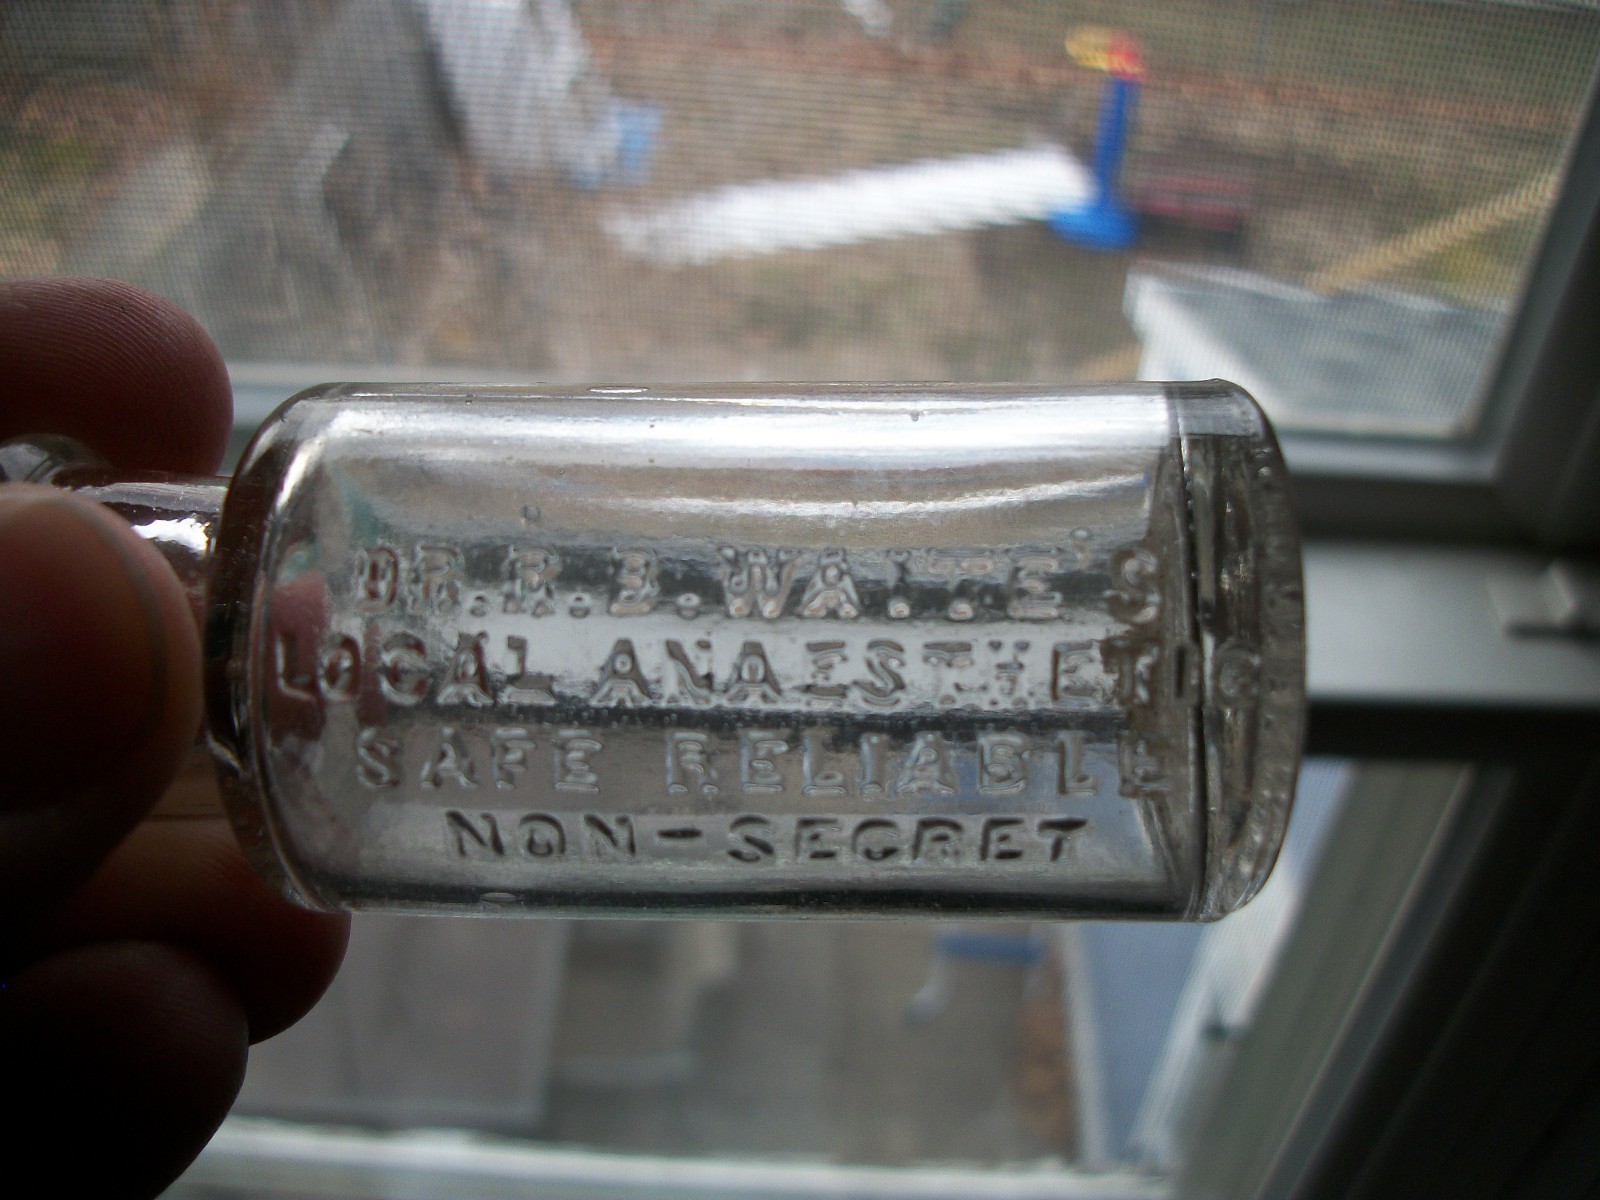 DR.R.B.WAITE'S
LOCAL ANAESTHETIC
SAFE RELIABLE
NON-SECRET